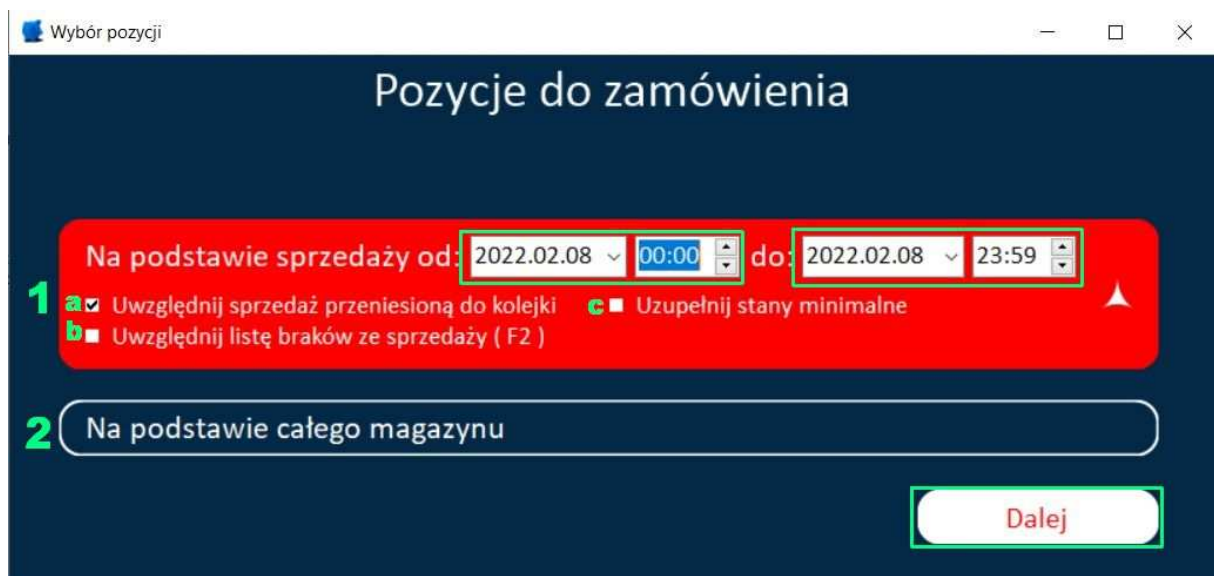 Wybór pozycji
Pozycje do zamówienia
Na podstawie sprzedaży od: 2022.02.08 00:00 do: 2022.02.08 23:59
1 a Uwzględnij sprzedaż przeniesioną do kolejki c Uzupełnij stany minimalne
b Uwzględnij listę braków ze sprzedaży ( F2 )
2 Na podstawie całego magazynu
Dalej